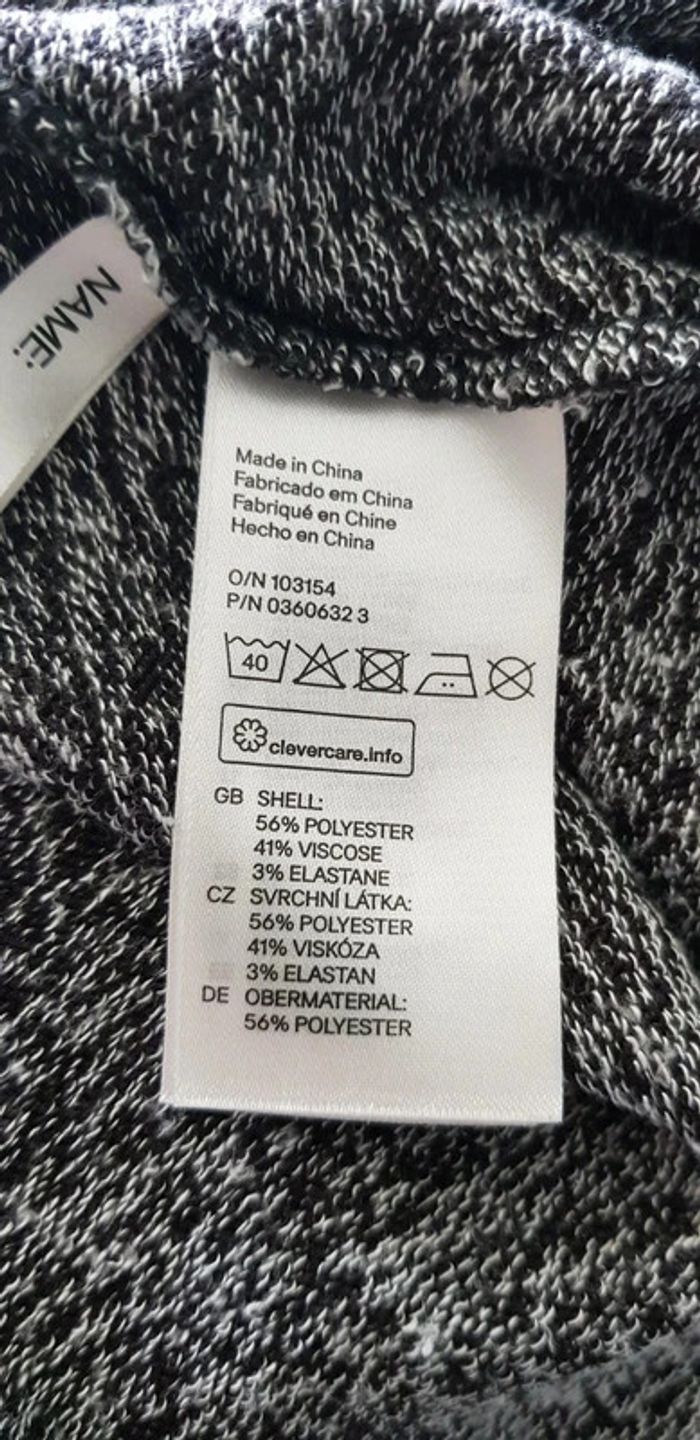 NAME:
Made in China
Fabricado em China
Fabriqué en Chine
Hecho en China
O/N 103154
P/N 0360632 3
40
clevercare.info
GB SHELL:
56% POLYESTER
41% VISCOSE
3% ELASTANE
CZ SVRCHNÍ LÁTKA:
56% POLYESTER
41% VISKÓZA
3% ELASTAN
DE OBERMATERIAL:
56% POLYESTER